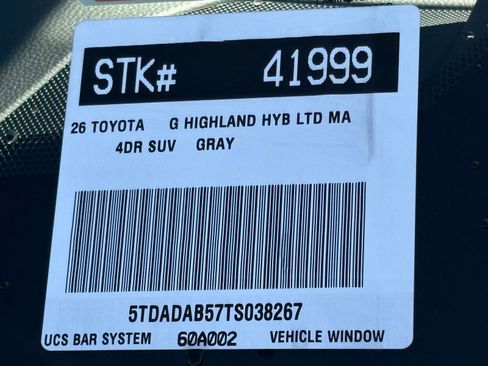 STK# 41999
26 TOYOTA G HIGHLAND HYB LTD MA
4DR SUV GRAY
5TDADAB57TS038267
UCS BAR SYSTEM 60A002 VEHICLE WINDOW